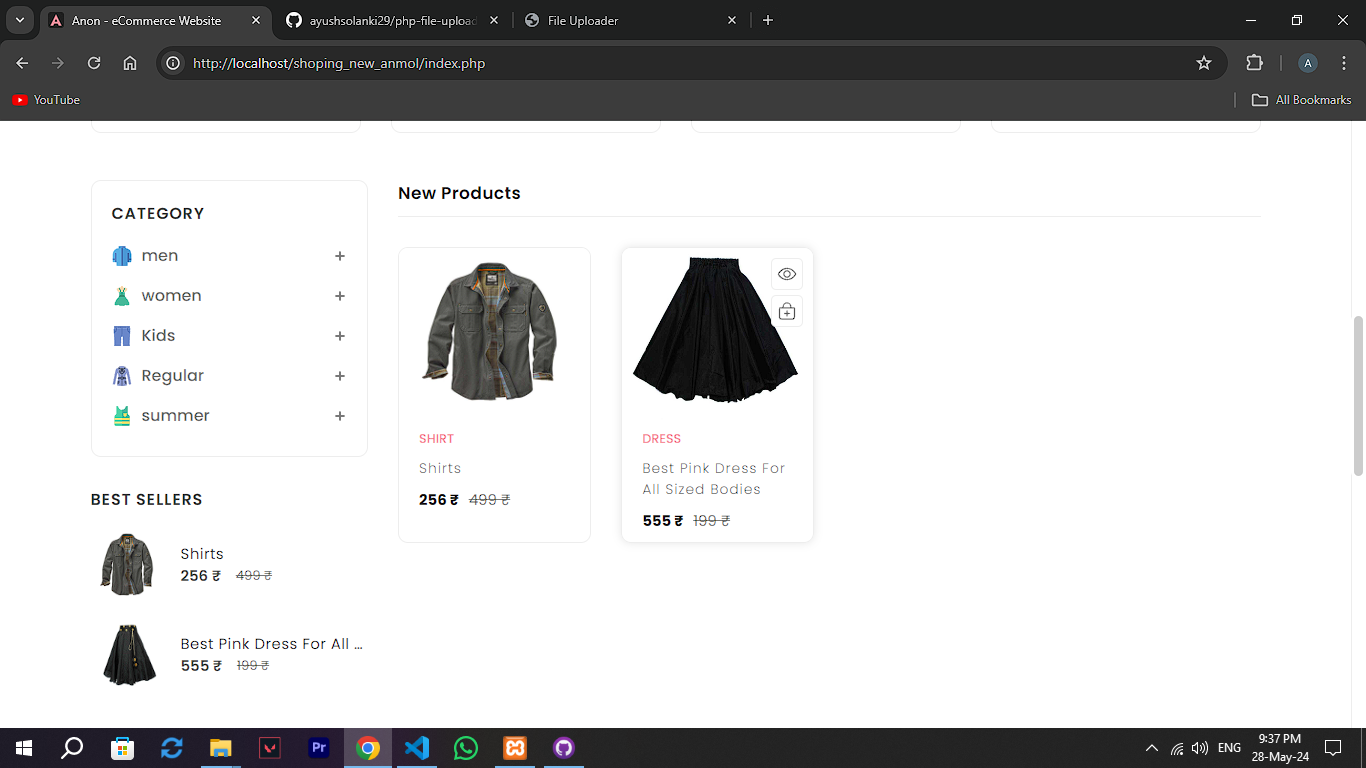 Anon - eCommerce Website
ayushsolanki29/php-file-upload
File Uploader
http://localhost/shoping_new_anmol/index.php
A
YouTube
All Bookmarks
CATEGORY
men
women
Kids
Regular
summer
BEST SELLERS
Shirts
256 ₹ 499 ₹
Best Pink Dress For All ...
555 ₹ 199 ₹
New Products
SHIRT
Shirts
256 ₹ 499 ₹
DRESS
Best Pink Dress For
All Sized Bodies
555 ₹ 199 ₹
Pr
ENG
9:37 PM
28-May-24